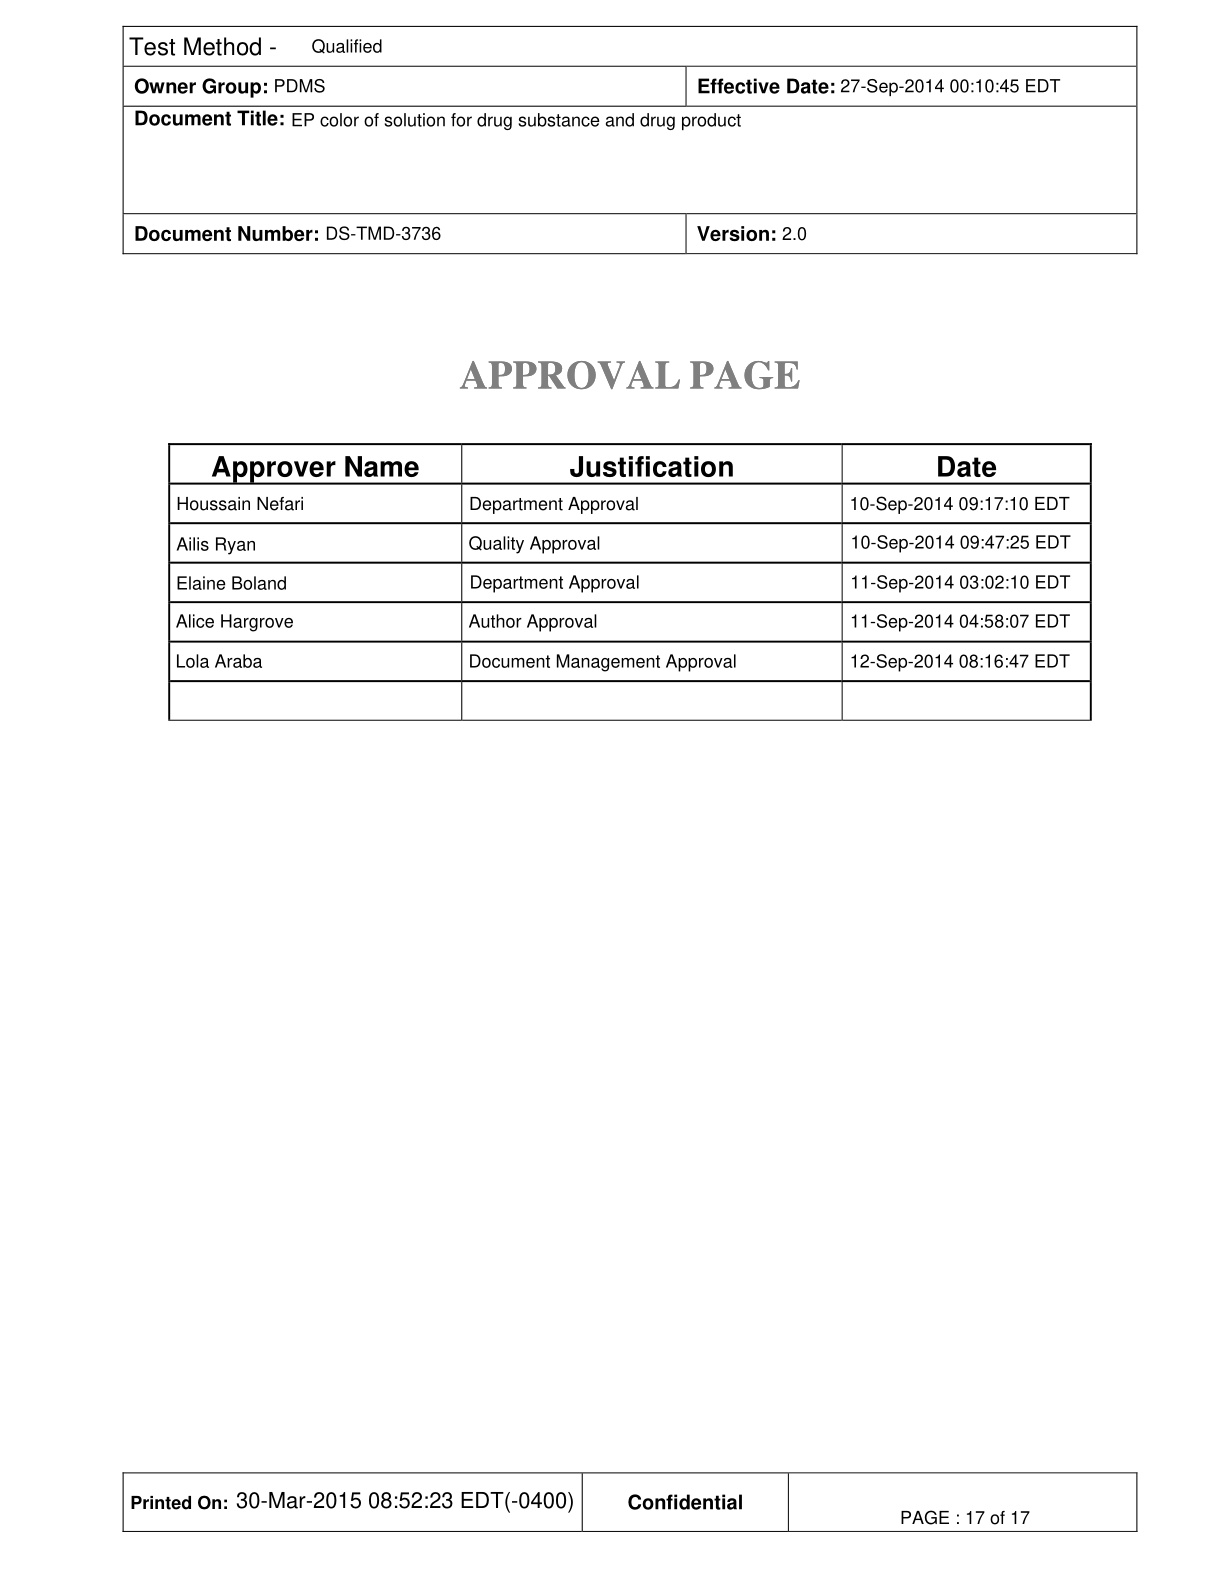 Test Method - Qualified
Owner Group: PDMS Effective Date: 27-Sep-2014 00:10:45 EDT
Document Title: EP color of solution for drug substance and drug product
Document Number: DS-TMD-3736 Version: 2.0
APPROVAL PAGE
Approver Name Justification Date
Houssain Nefari Department Approval 10-Sep-2014 09:17:10 EDT
Ailis Ryan Quality Approval 10-Sep-2014 09:47:25 EDT
Elaine Boland Department Approval 11-Sep-2014 03:02:10 EDT
Alice Hargrove Author Approval 11-Sep-2014 04:58:07 EDT
Lola Araba Document Management Approval 12-Sep-2014 08:16:47 EDT
Printed On: 30-Mar-2015 08:52:23 EDT(-0400) Confidential PAGE : 17 of 17